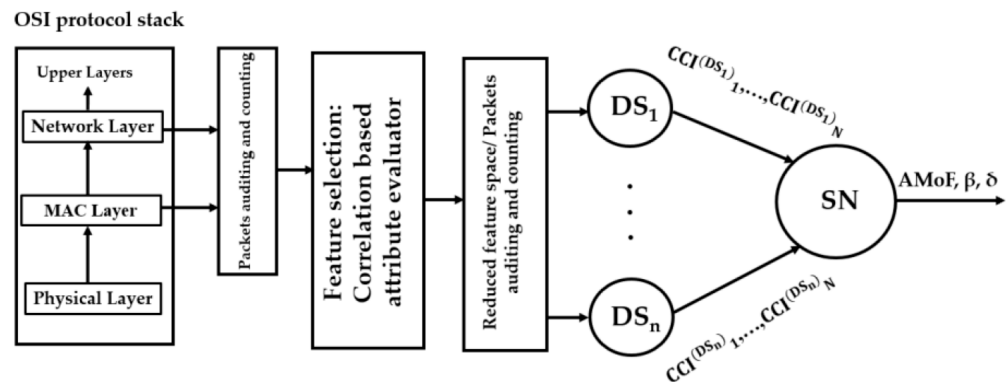 OSI protocol stack
Upper Layers
Network Layer
MAC Layer
Physical Layer
Packets auditing and counting
Feature selection:
Correlation based
attribute evaluator
Reduced feature space/ Packets
auditing and counting
DS₁
DSₙ
CCI⁽ᴰˢ₁⁾₁,…,CCI⁽ᴰˢ₁⁾_N
CCI⁽ᴰˢₙ⁾₁,…,CCI⁽ᴰˢₙ⁾_N
SN
AMoF, β, δ